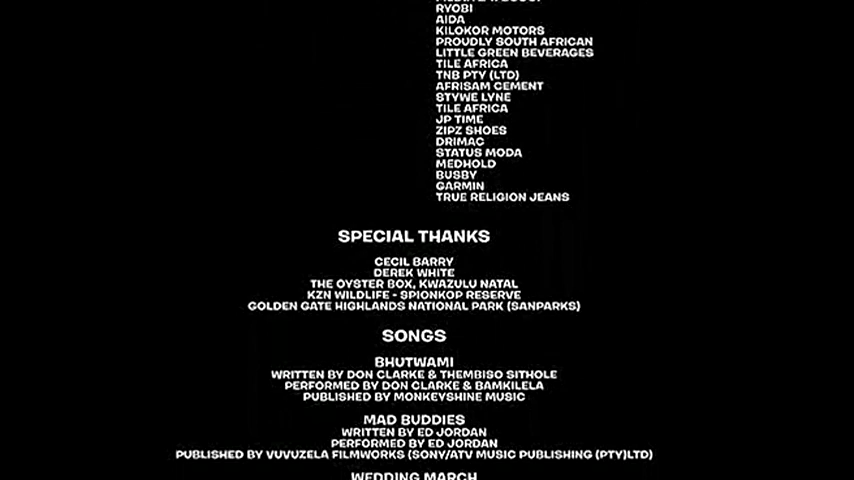 RYOBI
AIDA
KILOKOR MOTORS
PROUDLY SOUTH AFRICAN
LITTLE GREEN BEVERAGES
TILE AFRICA
TNB PTY (LTD)
AFRISAM CEMENT
STYWE LYNE
TILE AFRICA
JP TIME
ZIPZ SHOES
DRIMAC
STATUS MODA
MEDHOLD
BUSBY
GARMIN
TRUE RELIGION JEANS
SPECIAL THANKS
CECIL BARRY
DEREK WHITE
THE OYSTER BOX, KWAZULU NATAL
KZN WILDLIFE - SPIONKOP RESERVE
GOLDEN GATE HIGHLANDS NATIONAL PARK (SANPARKS)
SONGS
BHUTWAMI
WRITTEN BY DON CLARKE & THEMBISO SITHOLE
PERFORMED BY DON CLARKE & BAMKILELA
PUBLISHED BY MONKEYSHINE MUSIC
MAD BUDDIES
WRITTEN BY ED JORDAN
PERFORMED BY ED JORDAN
PUBLISHED BY VUVUZELA FILMWORKS (SONY/ATV MUSIC PUBLISHING (PTY)LTD)
WEDDING MARCH